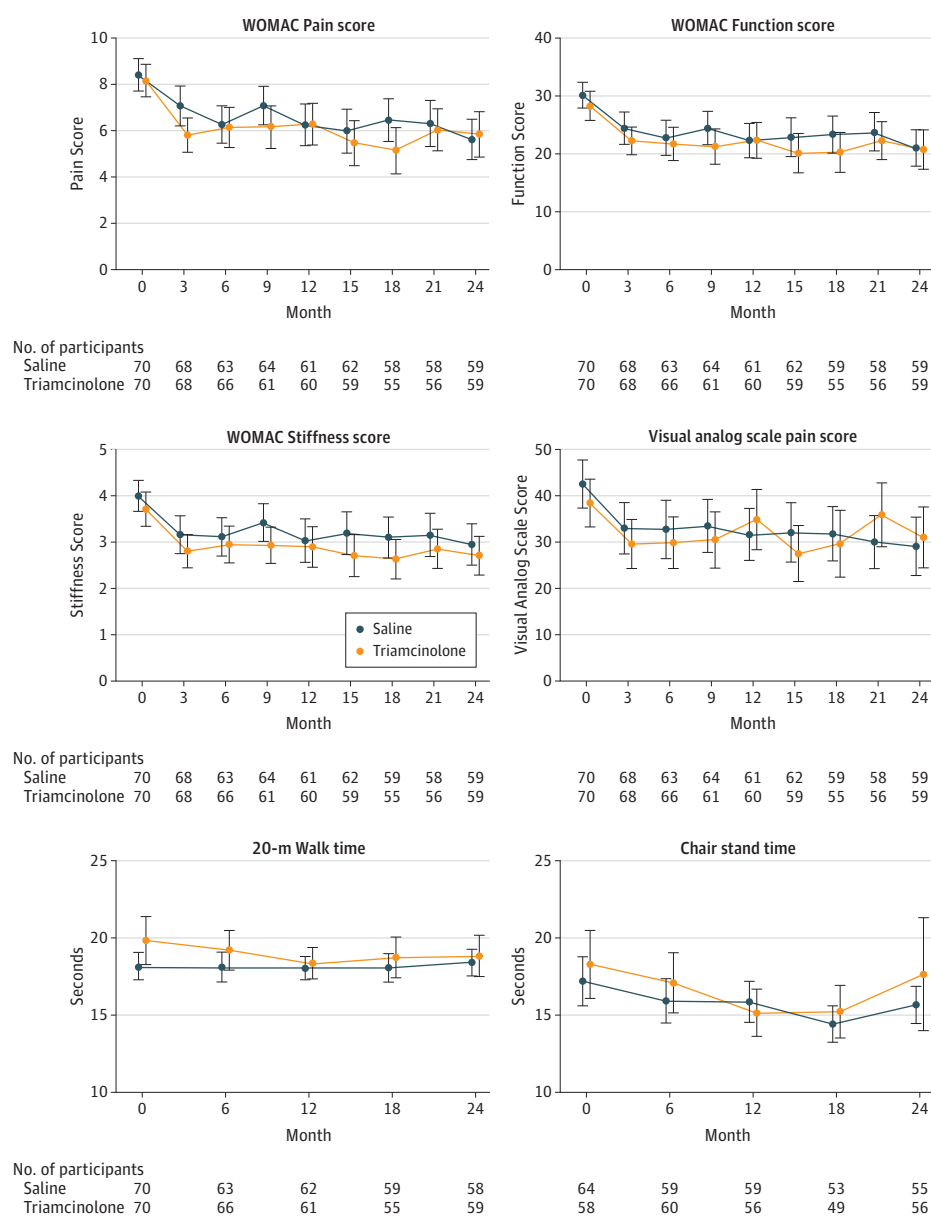 WOMAC Pain score
10
8
6
4
2
0
Pain Score
0 3 6 9 12 15 18 21 24
Month
WOMAC Function score
40
30
20
10
0
Function Score
0 3 6 9 12 15 18 21 24
Month
No. of participants
Saline 70 68 63 64 61 62 58 58 59
Triamcinolone 70 68 66 61 60 59 55 56 59
70 68 63 64 61 62 59 58 59
70 68 66 61 60 59 55 56 59
WOMAC Stiffness score
5
4
3
2
1
0
Stiffness Score
Saline
Triamcinolone
0 3 6 9 12 15 18 21 24
Month
Visual analog scale pain score
50
40
30
20
10
0
Visual Analog Scale Score
0 3 6 9 12 15 18 21 24
Month
No. of participants
Saline 70 68 63 64 61 62 59 58 59
Triamcinolone 70 68 66 61 60 59 55 56 59
70 68 63 64 61 62 59 58 59
70 68 66 61 60 59 55 56 59
20-m Walk time
25
20
15
10
Seconds
0 6 12 18 24
Month
Chair stand time
25
20
15
10
Seconds
0 6 12 18 24
Month
No. of participants
Saline 70 63 62 59 58
Triamcinolone 70 66 61 55 59
64 59 59 53 55
58 60 56 49 56